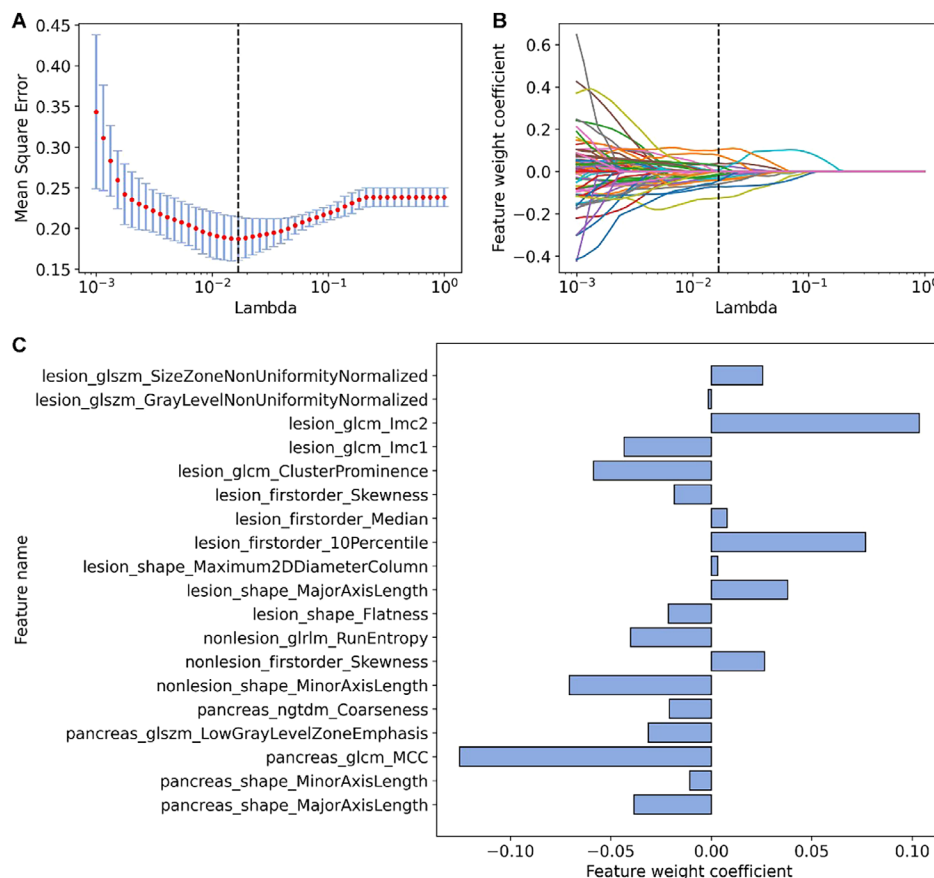 A
0.45
0.40
0.35
0.30
0.25
0.20
0.15
Mean Square Error
10⁻³
10⁻²
10⁻¹
10⁰
Lambda
B
0.6
0.4
0.2
0.0
−0.2
−0.4
Feature weight coefficient
10⁻³
10⁻²
10⁻¹
10⁰
Lambda
C
Feature name
lesion_glszm_SizeZoneNonUniformityNormalized
lesion_glszm_GrayLevelNonUniformityNormalized
lesion_glcm_Imc2
lesion_glcm_Imc1
lesion_glcm_ClusterProminence
lesion_firstorder_Skewness
lesion_firstorder_Median
lesion_firstorder_10Percentile
lesion_shape_Maximum2DDiameterColumn
lesion_shape_MajorAxisLength
lesion_shape_Flatness
nonlesion_glrlm_RunEntropy
nonlesion_firstorder_Skewness
nonlesion_shape_MinorAxisLength
pancreas_ngtdm_Coarseness
pancreas_glszm_LowGrayLevelZoneEmphasis
pancreas_glcm_MCC
pancreas_shape_MinorAxisLength
pancreas_shape_MajorAxisLength
−0.10
−0.05
0.00
0.05
0.10
Feature weight coefficient